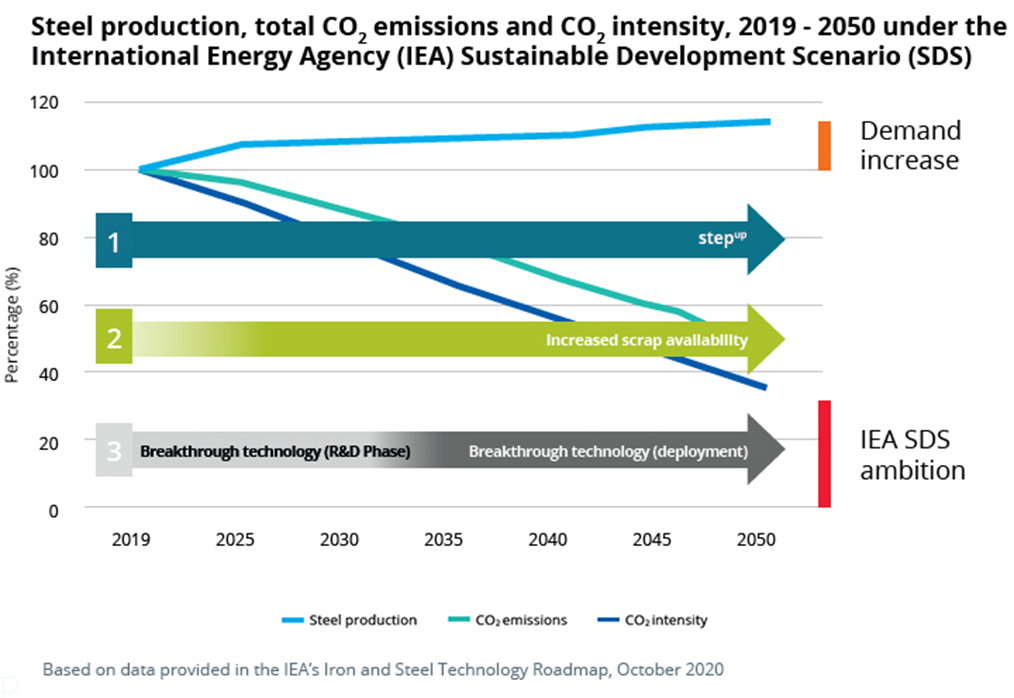 Steel production, total CO₂ emissions and CO₂ intensity, 2019 - 2050 under the
International Energy Agency (IEA) Sustainable Development Scenario (SDS)
120
100
80
60
40
20
0
Percentage (%)
Demand
increase
1
stepᵘᵖ
2
Increased scrap availability
3
Breakthrough technology (R&D Phase)
Breakthrough technology (deployment)
IEA SDS
ambition
2019 2025 2030 2035 2040 2045 2050
Steel production CO₂ emissions CO₂ intensity
Based on data provided in the IEA's Iron and Steel Technology Roadmap, October 2020